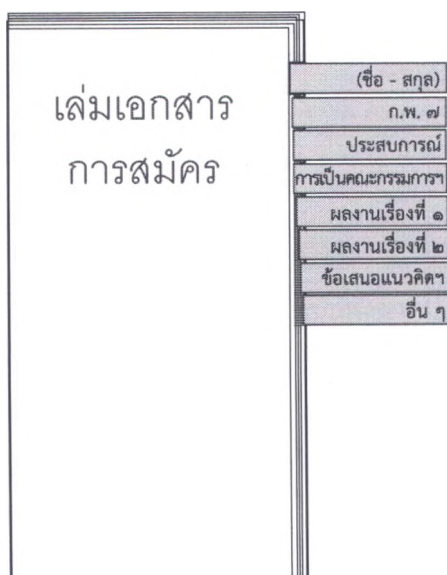 เล่มเอกสาร
การสมัคร
(ชื่อ - สกุล)
ก.พ. ๗
ประสบการณ์
การเป็นคณะกรรมการฯ
ผลงานเรื่องที่ ๑
ผลงานเรื่องที่ ๒
ข้อเสนอแนวคิดฯ
อื่น ๆ